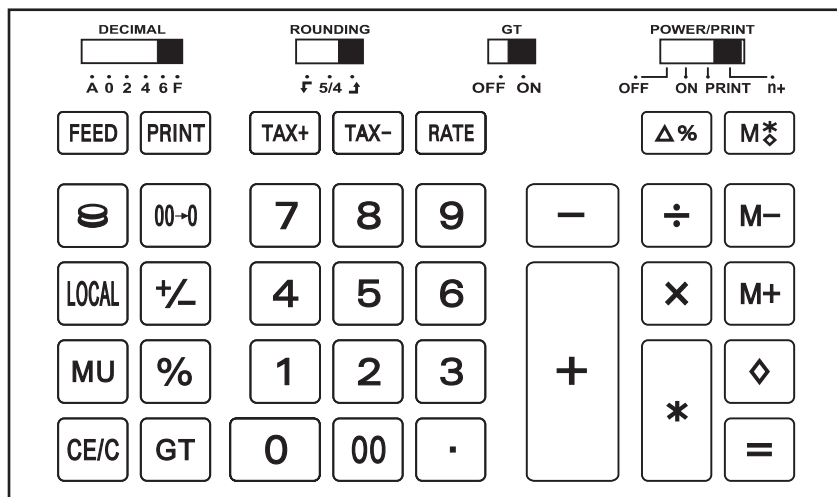 DECIMAL ROUNDING GT POWER/PRINT
A 0 2 4 6 F 5/4 OFF ON OFF ON PRINT n+
FEED PRINT TAX+ TAX− RATE Δ% M
00→0 7 8 9 − ÷ M−
LOCAL +/− 4 5 6 + × M+
MU % 1 2 3 * ◊
CE/C GT 0 00 . =